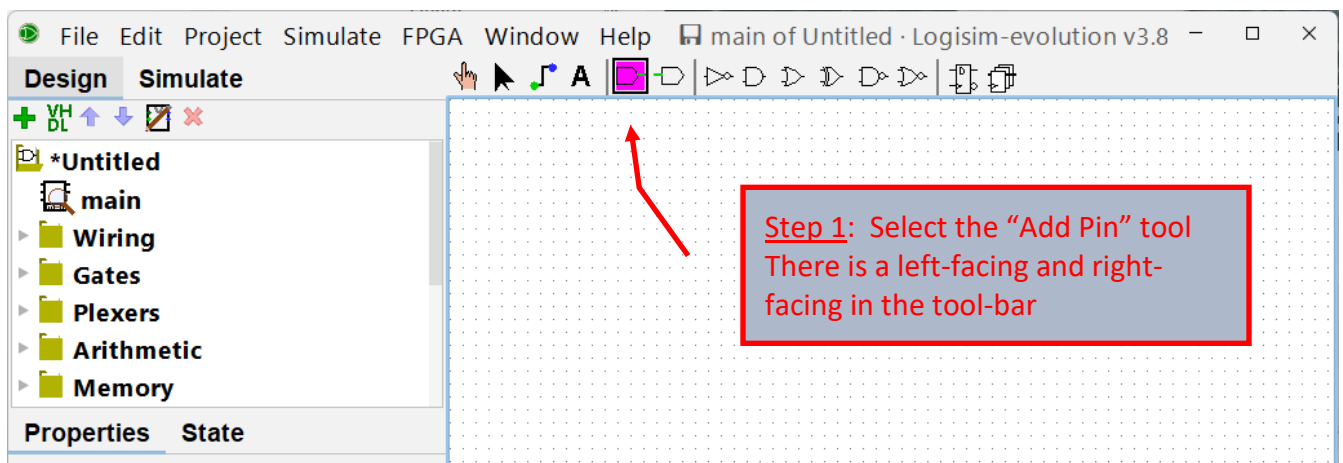 File Edit Project Simulate FPGA Window Help main of Untitled · Logisim-evolution v3.8
Design Simulate
A
VH
DL
*Untitled
main
Wiring
Gates
Plexers
Arithmetic
Memory
Properties State
Step 1: Select the “Add Pin” tool
There is a left-facing and right-
facing in the tool-bar